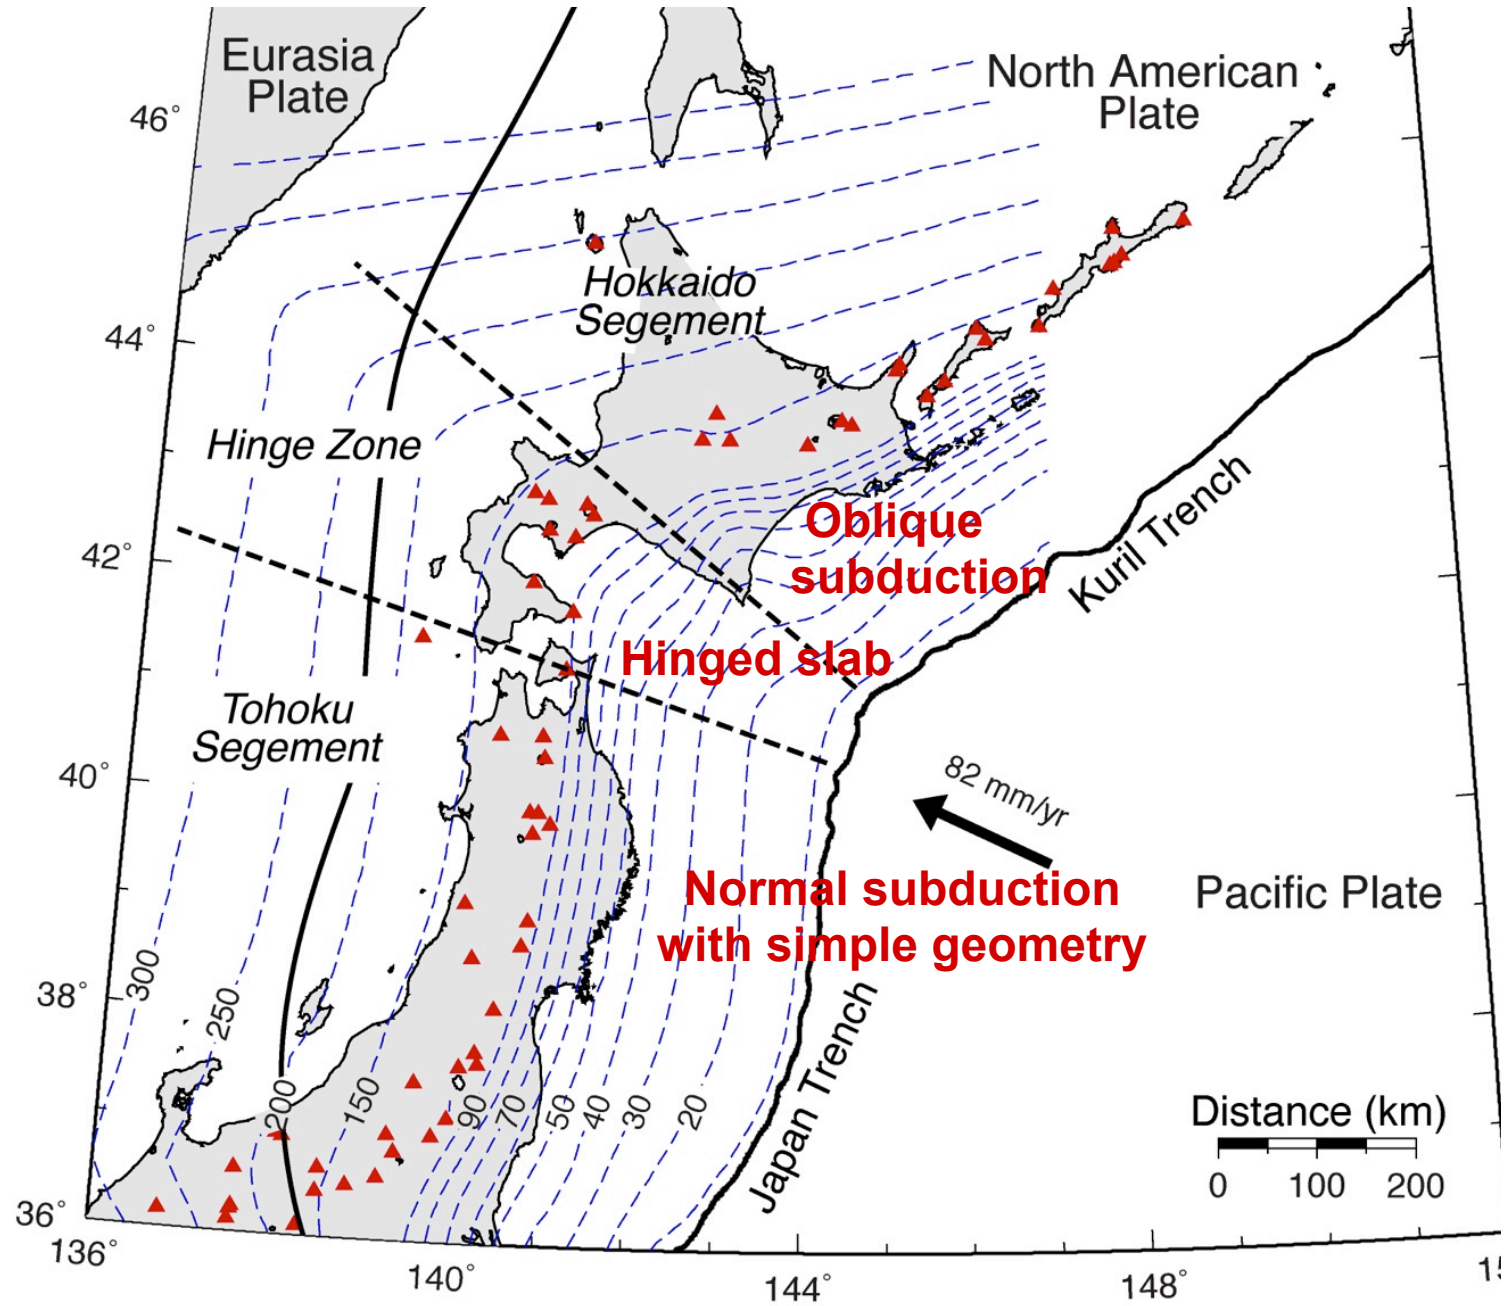 Eurasia
Plate
North American
Plate
46°
Hokkaido
Segement
44°
Hinge Zone
Kuril Trench
Oblique
subduction
42°
Hinged slab
Tohoku
Segement
40°
82 mm/yr
Normal subduction
with simple geometry
Pacific Plate
38°
300
250
200
150
90
70
50
40
30
20
Japan Trench
Distance (km)
0 100 200
36°
136°
140°
144°
148°